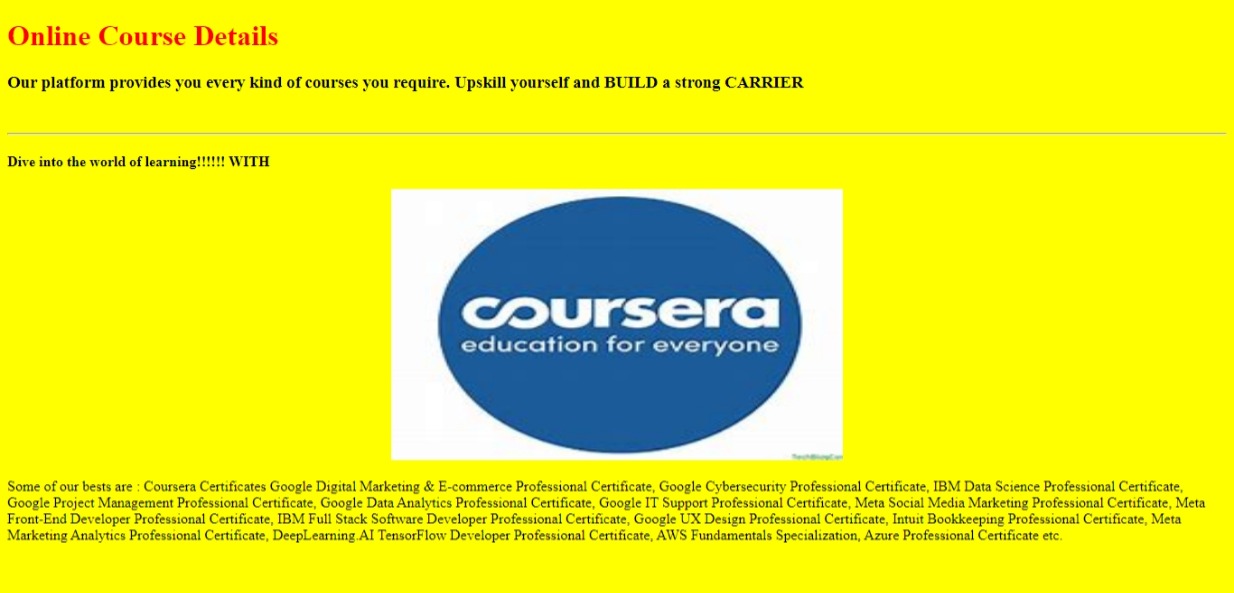 Online Course Details
Our platform provides you every kind of courses you require. Upskill yourself and BUILD a strong CARRIER
Dive into the world of learning!!!!!! WITH
coursera
education for everyone
Some of our bests are : Coursera Certificates Google Digital Marketing & E-commerce Professional Certificate, Google Cybersecurity Professional Certificate, IBM Data Science Professional Certificate,
Google Project Management Professional Certificate, Google Data Analytics Professional Certificate, Google IT Support Professional Certificate, Meta Social Media Marketing Professional Certificate, Meta
Front-End Developer Professional Certificate, IBM Full Stack Software Developer Professional Certificate, Google UX Design Professional Certificate, Intuit Bookkeeping Professional Certificate, Meta
Marketing Analytics Professional Certificate, DeepLearning.AI TensorFlow Developer Professional Certificate, AWS Fundamentals Specialization, Azure Professional Certificate etc.